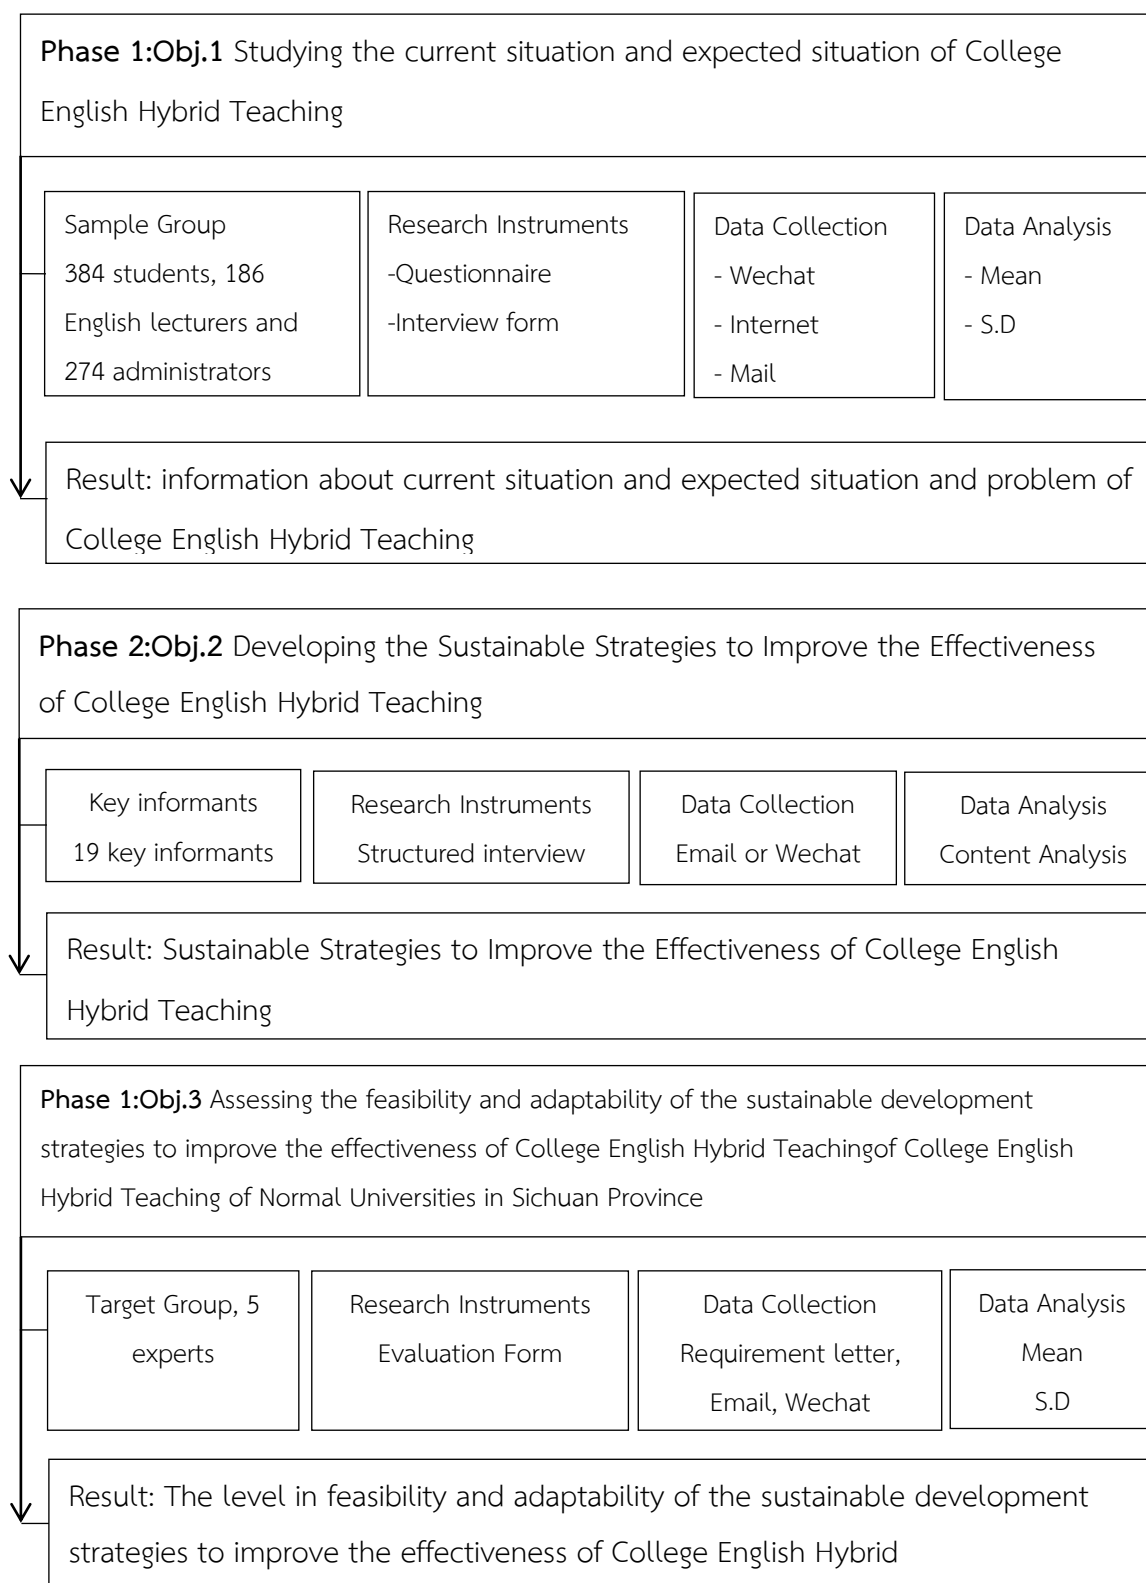 Phase 1:Obj.1 Studying the current situation and expected situation of College
English Hybrid Teaching
Sample Group
384 students, 186
English lecturers and
274 administrators
Research Instruments
-Questionnaire
-Interview form
Data Collection
- Wechat
- Internet
- Mail
Data Analysis
- Mean
- S.D
Result: information about current situation and expected situation and problem of
College English Hybrid Teaching
Phase 2:Obj.2 Developing the Sustainable Strategies to Improve the Effectiveness
of College English Hybrid Teaching
Key informants
19 key informants
Research Instruments
Structured interview
Data Collection
Email or Wechat
Data Analysis
Content Analysis
Result: Sustainable Strategies to Improve the Effectiveness of College English
Hybrid Teaching
Phase 1:Obj.3 Assessing the feasibility and adaptability of the sustainable development
strategies to improve the effectiveness of College English Hybrid Teachingof College English
Hybrid Teaching of Normal Universities in Sichuan Province
Target Group, 5
experts
Research Instruments
Evaluation Form
Data Collection
Requirement letter,
Email, Wechat
Data Analysis
Mean
S.D
Result: The level in feasibility and adaptability of the sustainable development
strategies to improve the effectiveness of College English Hybrid